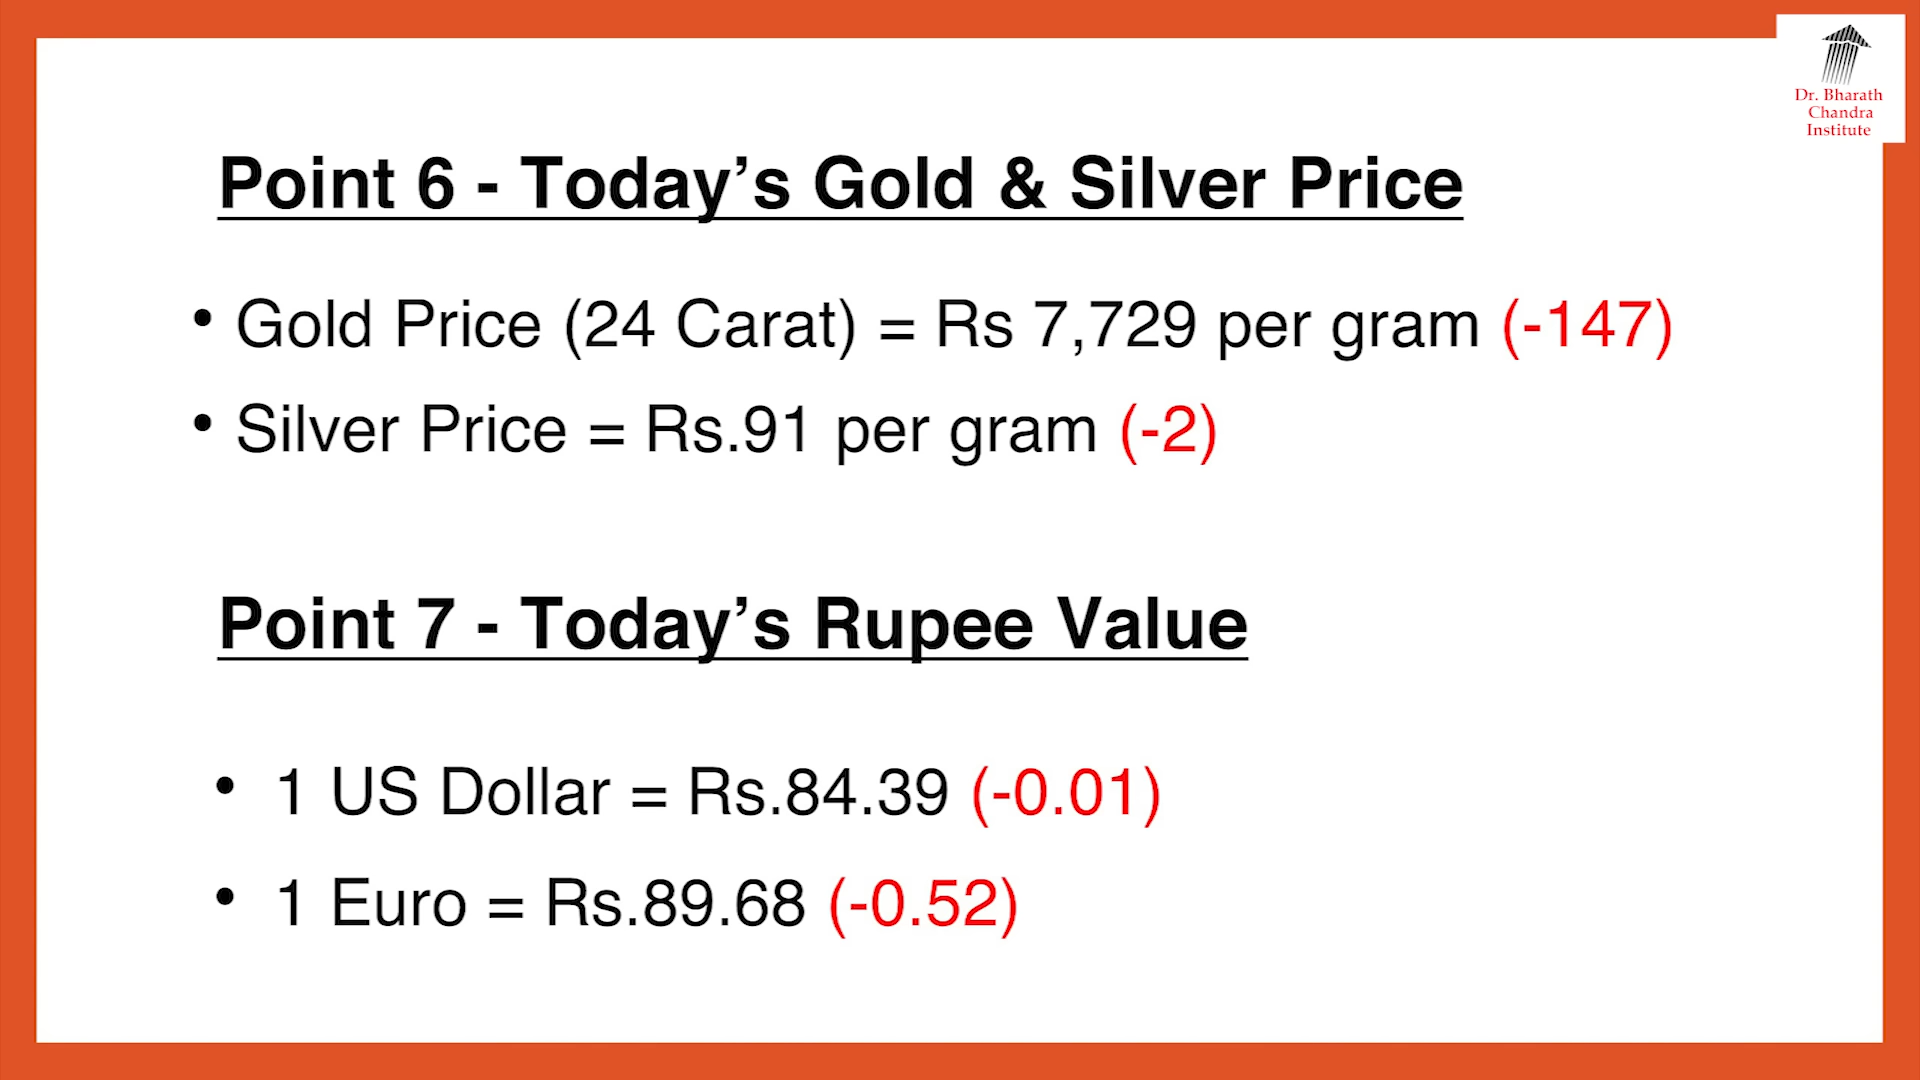 Dr. Bharath
Chandra
Institute
Point 6 - Today’s Gold & Silver Price
• Gold Price (24 Carat) = Rs 7,729 per gram (-147)
• Silver Price = Rs.91 per gram (-2)
Point 7 - Today’s Rupee Value
• 1 US Dollar = Rs.84.39 (-0.01)
• 1 Euro = Rs.89.68 (-0.52)